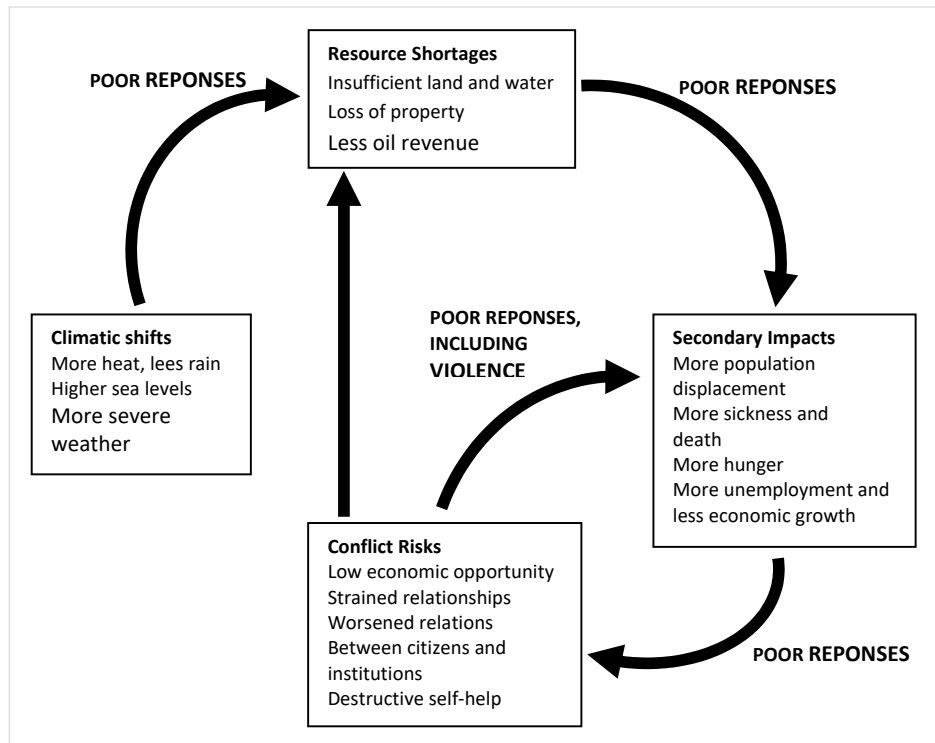 Resource Shortages
Insufficient land and water
Loss of property
Less oil revenue
POOR REPONSES
POOR REPONSES
Climatic shifts
More heat, lees rain
Higher sea levels
More severe
weather
POOR REPONSES,
INCLUDING
VIOLENCE
Secondary Impacts
More population
displacement
More sickness and
death
More hunger
More unemployment and
less economic growth
Conflict Risks
Low economic opportunity
Strained relationships
Worsened relations
Between citizens and
institutions
Destructive self-help
POOR REPONSES